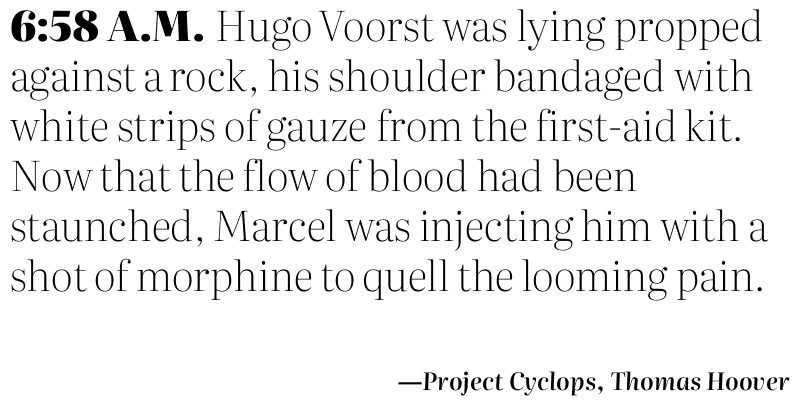 6:58 A.M. Hugo Voorst was lying propped
against a rock, his shoulder bandaged with
white strips of gauze from the first-aid kit.
Now that the flow of blood had been
staunched, Marcel was injecting him with a
shot of morphine to quell the looming pain.
—Project Cyclops, Thomas Hoover